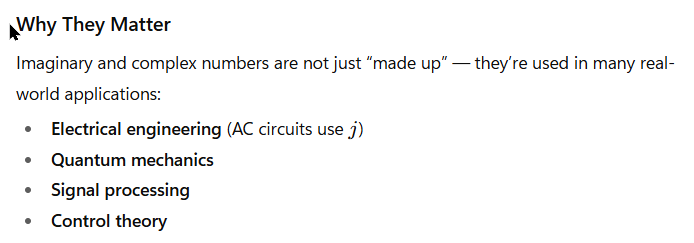 Why They Matter
Imaginary and complex numbers are not just “made up” — they’re used in many real-
world applications:
• Electrical engineering (AC circuits use j)
• Quantum mechanics
• Signal processing
• Control theory